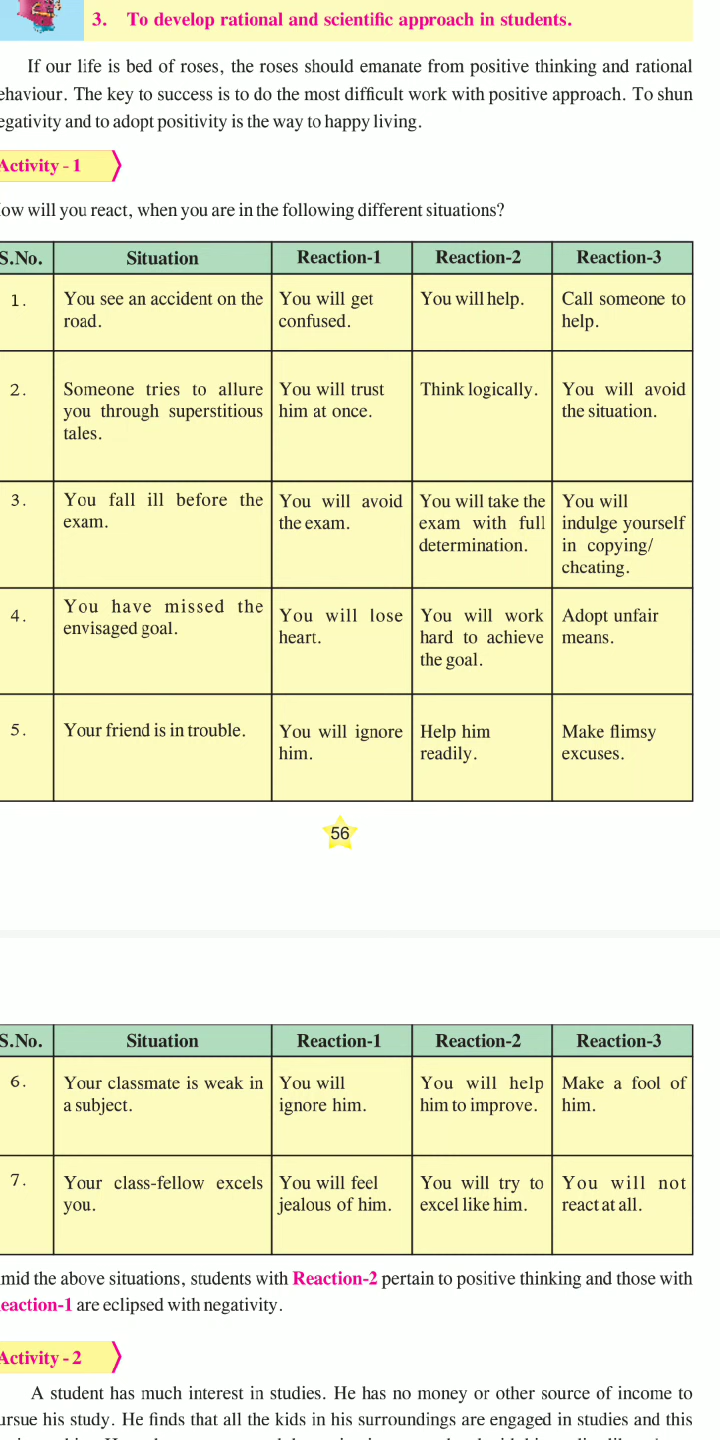 3. To develop rational and scientific approach in students.
If our life is bed of roses, the roses should emanate from positive thinking and rational
ehaviour. The key to success is to do the most difficult work with positive approach. To shun
egativity and to adopt positivity is the way to happy living.
Activity - 1
ow will you react, when you are in the following different situations?
S.No. Situation Reaction-1 Reaction-2 Reaction-3
1. You see an accident on the You will get You will help. Call someone to
road. confused. help.
2. Someone tries to allure You will trust Think logically. You will avoid
you through superstitious him at once. the situation.
tales.
3. You fall ill before the You will avoid You will take the You will
exam. the exam. exam with full indulge yourself
determination. in copying/
chcating.
4. You have missed the You will lose You will work Adopt unfair
envisaged goal. heart. hard to achieve means.
the goal.
5. Your friend is in trouble. You will ignore Help him Make flimsy
him. readily. excuses.
56
S.No. Situation Reaction-1 Reaction-2 Reaction-3
6. Your classmate is weak in You will You will help Make a fool of
a subject. ignore him. him to improve. him.
7. Your class-fellow excels You will feel You will try to You will not
you. jealous of him. excel like him. react at all.
mid the above situations, students with Reaction-2 pertain to positive thinking and those with
eaction-1 are eclipsed with negativity.
Activity - 2
A student has much interest in studies. He has no money or other source of income to
ursue his study. He finds that all the kids in his surroundings are engaged in studies and this